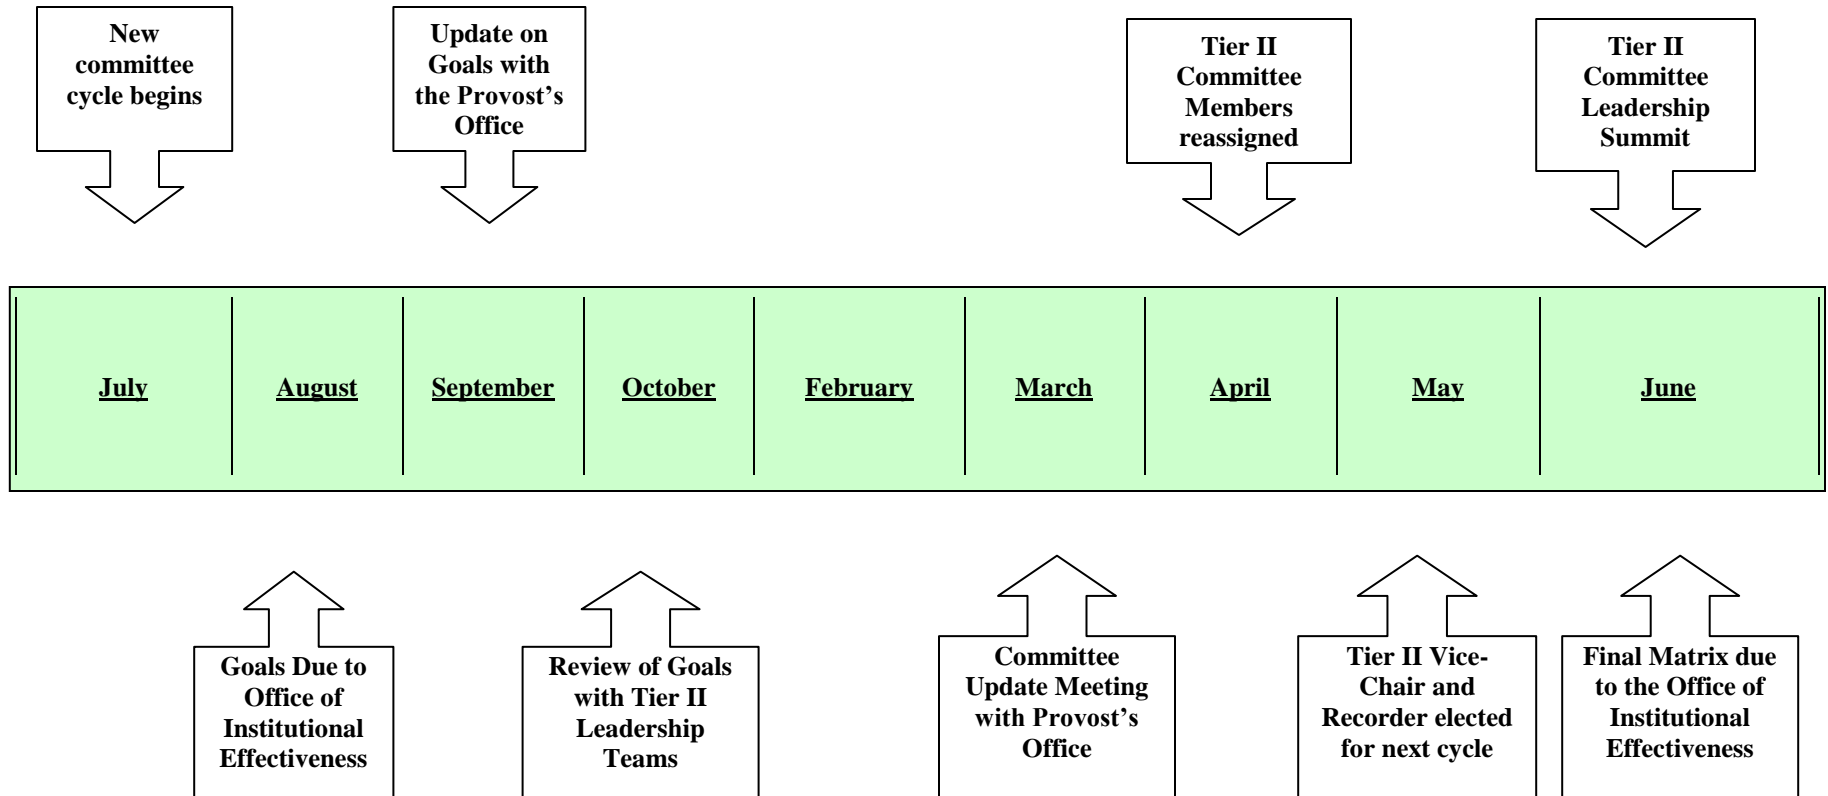 New
committee
cycle begins
Update on
Goals with
the Provost’s
Office
Tier II
Committee
Members
reassigned
Tier II
Committee
Leadership
Summit
July
August
September
October
February
March
April
May
June
Goals Due to
Office of
Institutional
Effectiveness
Review of Goals
with Tier II
Leadership
Teams
Committee
Update Meeting
with Provost’s
Office
Tier II Vice-
Chair and
Recorder elected
for next cycle
Final Matrix due
to the Office of
Institutional
Effectiveness